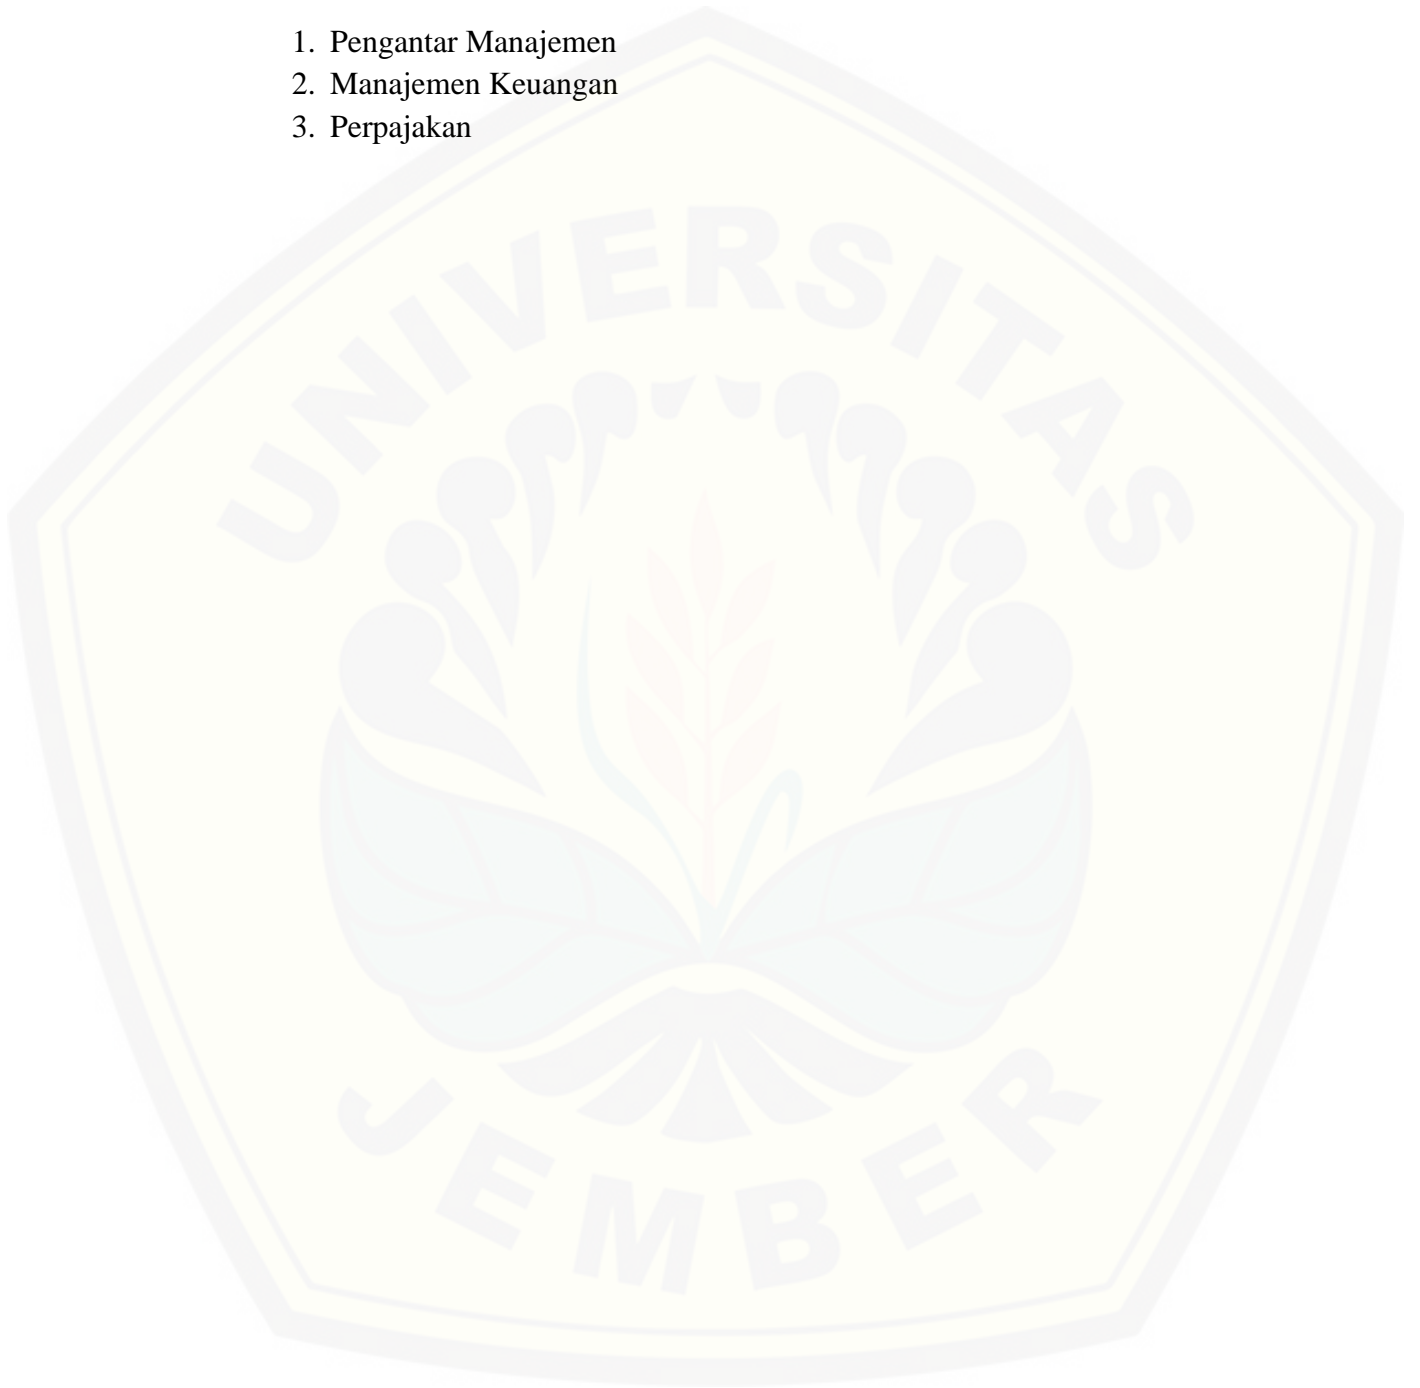 1. Pengantar Manajemen
2. Manajemen Keuangan
3. Perpajakan
UNIVERSITAS
JEMBER